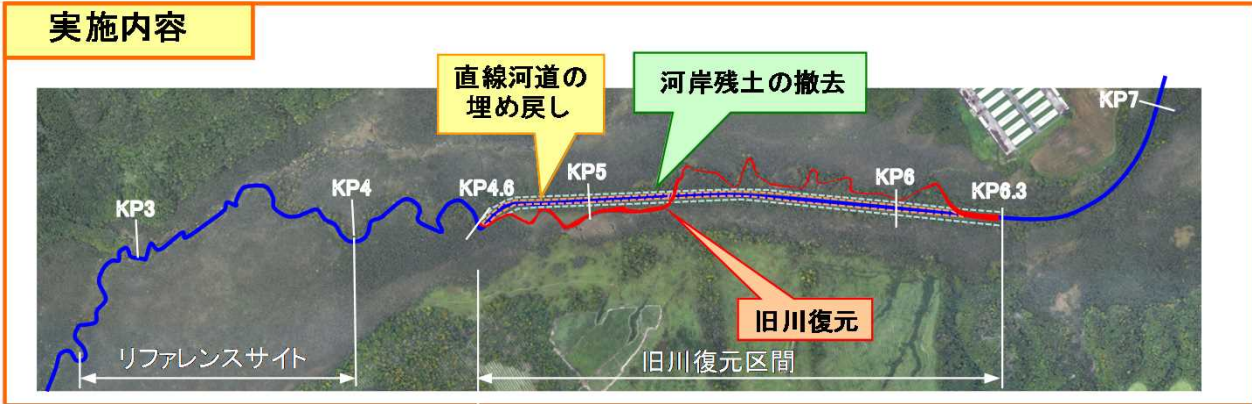 実施内容
直線河道の
埋め戻し
河岸残土の撤去
KP7
KP3
KP4
KP4.6
KP5
KP6
KP6.3
旧川復元
リファレンスサイト
旧川復元区間